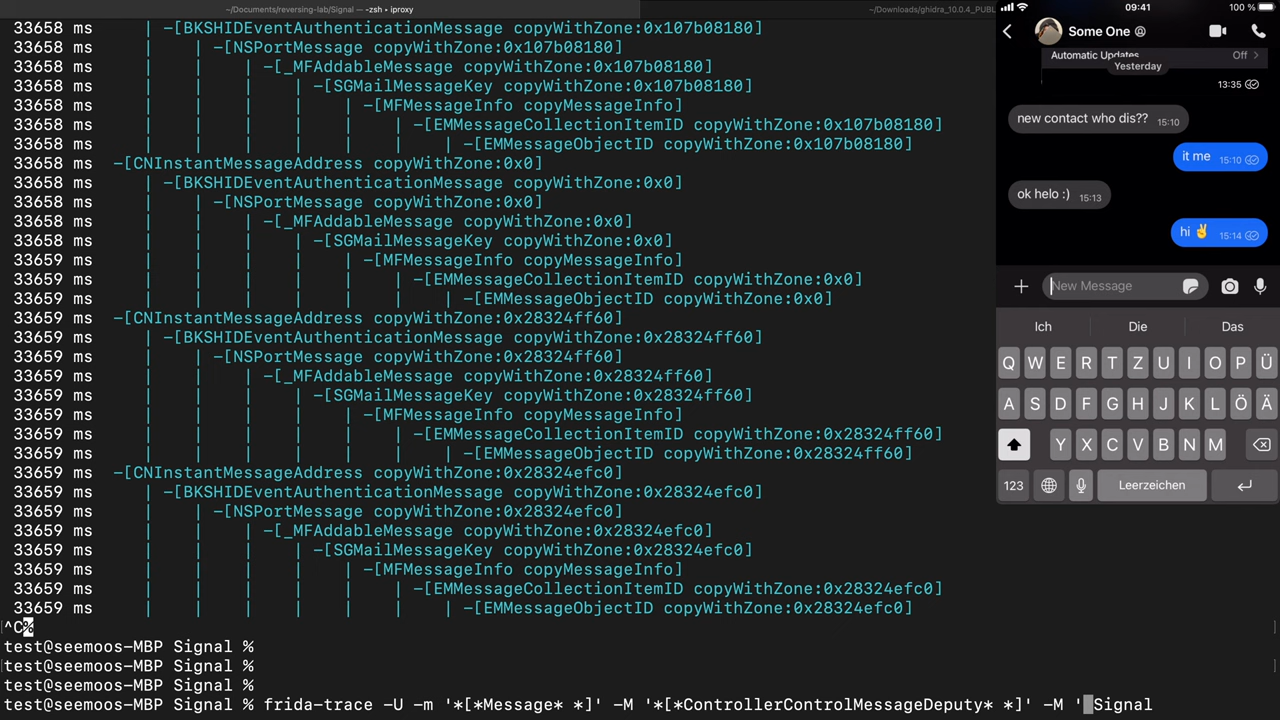 ~/Documents/reversing-lab/Signal — -zsh ▸ iproxy
~/Downloads/ghidra_10.0.4_PUBL
33658 ms | -[BKSHIDEventAuthenticationMessage copyWithZone:0x107b08180]
33658 ms | | -[NSPortMessage copyWithZone:0x107b08180]
33658 ms | | | -[_MFAddableMessage copyWithZone:0x107b08180]
33658 ms | | | | -[SGMailMessageKey copyWithZone:0x107b08180]
33658 ms | | | | | -[MFMessageInfo copyMessageInfo]
33658 ms | | | | | | -[EMMessageCollectionItemID copyWithZone:0x107b08180]
33658 ms | | | | | | | -[EMMessageObjectID copyWithZone:0x107b08180]
33658 ms -[CNInstantMessageAddress copyWithZone:0x0]
33658 ms | -[BKSHIDEventAuthenticationMessage copyWithZone:0x0]
33658 ms | | -[NSPortMessage copyWithZone:0x0]
33658 ms | | | -[_MFAddableMessage copyWithZone:0x0]
33658 ms | | | | -[SGMailMessageKey copyWithZone:0x0]
33658 ms | | | | | -[MFMessageInfo copyMessageInfo]
33658 ms | | | | | | -[EMMessageCollectionItemID copyWithZone:0x0]
33658 ms | | | | | | | -[EMMessageObjectID copyWithZone:0x0]
33659 ms -[CNInstantMessageAddress copyWithZone:0x28324ff60]
33659 ms | -[BKSHIDEventAuthenticationMessage copyWithZone:0x28324ff60]
33659 ms | | -[NSPortMessage copyWithZone:0x28324ff60]
33659 ms | | | -[_MFAddableMessage copyWithZone:0x28324ff60]
33659 ms | | | | -[SGMailMessageKey copyWithZone:0x28324ff60]
33659 ms | | | | | -[MFMessageInfo copyMessageInfo]
33659 ms | | | | | | -[EMMessageCollectionItemID copyWithZone:0x28324ff60]
33659 ms | | | | | | | -[EMMessageObjectID copyWithZone:0x28324ff60]
33659 ms -[CNInstantMessageAddress copyWithZone:0x28324efc0]
33659 ms | -[BKSHIDEventAuthenticationMessage copyWithZone:0x28324efc0]
33659 ms | | -[NSPortMessage copyWithZone:0x28324efc0]
33659 ms | | | -[_MFAddableMessage copyWithZone:0x28324efc0]
33659 ms | | | | -[SGMailMessageKey copyWithZone:0x28324efc0]
33659 ms | | | | | -[MFMessageInfo copyMessageInfo]
33659 ms | | | | | | -[EMMessageCollectionItemID copyWithZone:0x28324efc0]
33659 ms | | | | | | | -[EMMessageObjectID copyWithZone:0x28324efc0]
^C%
test@seemoos-MBP Signal %
test@seemoos-MBP Signal %
test@seemoos-MBP Signal %
test@seemoos-MBP Signal % frida-trace -U -m '*[*Message* *]' -M '*[*ControllerControlMessageDeputy* *]' -M ' Signal
09:41
100 %
Some One
Automatic Updates Off
Yesterday
13:35
new contact who dis?? 15:10
it me 15:10
ok helo :) 15:13
hi ✌ 15:14
New Message
Ich Die Das
Q W E R T Z U I O P Ü
A S D F G H J K L Ö Ä
Y X C V B N M
123 Leerzeichen